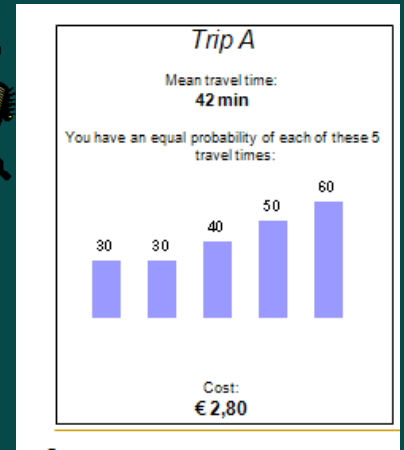 Trip A
Mean travel time:
42 min
You have an equal probability of each of these 5
travel times:
30 30 40 50 60
Cost:
€ 2,80